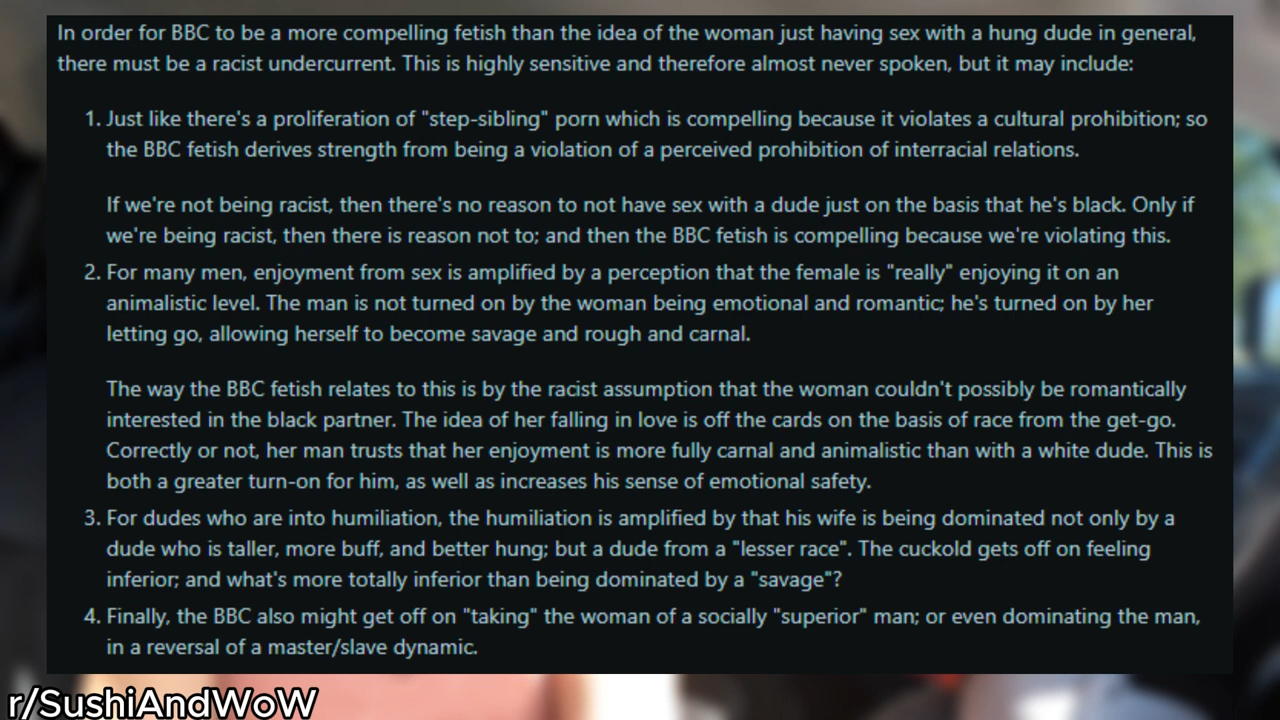 In order for BBC to be a more compelling fetish than the idea of the woman just having sex with a hung dude in general,
there must be a racist undercurrent. This is highly sensitive and therefore almost never spoken, but it may include:
1. Just like there's a proliferation of "step-sibling" porn which is compelling because it violates a cultural prohibition; so
the BBC fetish derives strength from being a violation of a perceived prohibition of interracial relations.
If we're not being racist, then there's no reason to not have sex with a dude just on the basis that he's black. Only if
we're being racist, then there is reason not to; and then the BBC fetish is compelling because we're violating this.
2. For many men, enjoyment from sex is amplified by a perception that the female is "really" enjoying it on an
animalistic level. The man is not turned on by the woman being emotional and romantic; he's turned on by her
letting go, allowing herself to become savage and rough and carnal.
The way the BBC fetish relates to this is by the racist assumption that the woman couldn't possibly be romantically
interested in the black partner. The idea of her falling in love is off the cards on the basis of race from the get-go.
Correctly or not, her man trusts that her enjoyment is more fully carnal and animalistic than with a white dude. This is
both a greater turn-on for him, as well as increases his sense of emotional safety.
3. For dudes who are into humiliation, the humiliation is amplified by that his wife is being dominated not only by a
dude who is taller, more buff, and better hung; but a dude from a "lesser race". The cuckold gets off on feeling
inferior; and what's more totally inferior than being dominated by a "savage"?
4. Finally, the BBC also might get off on "taking" the woman of a socially "superior" man; or even dominating the man,
in a reversal of a master/slave dynamic.
r/SushiAndWoW